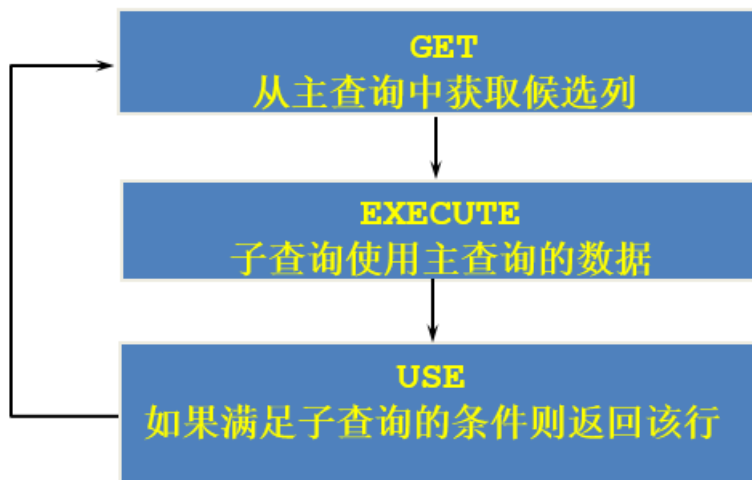 GET
从主查询中获取候选列
EXECUTE
子查询使用主查询的数据
USE
如果满足子查询的条件则返回该行